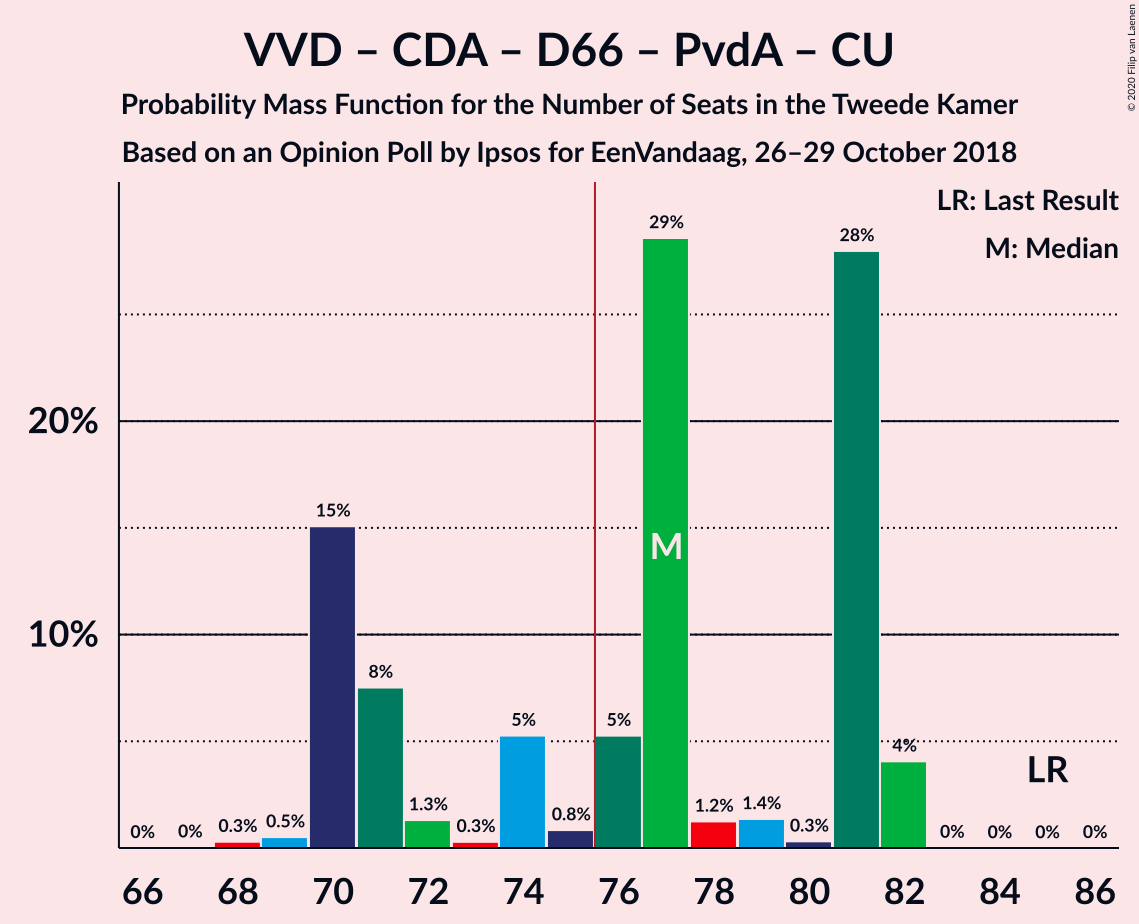 VVD – CDA – D66 – PvdA – CU
Probability Mass Function for the Number of Seats in the Tweede Kamer
Based on an Opinion Poll by Ipsos for EenVandaag, 26–29 October 2018
© 2020 Filip van Laenen
LR: Last Result
M: Median
20%
10%
0%
0%
0.3%
0.5%
15%
8%
1.3%
0.3%
5%
0.8%
5%
29%
M
1.2%
1.4%
0.3%
28%
4%
0%
0%
LR
0%
0%
66 68 70 72 74 76 78 80 82 84 86